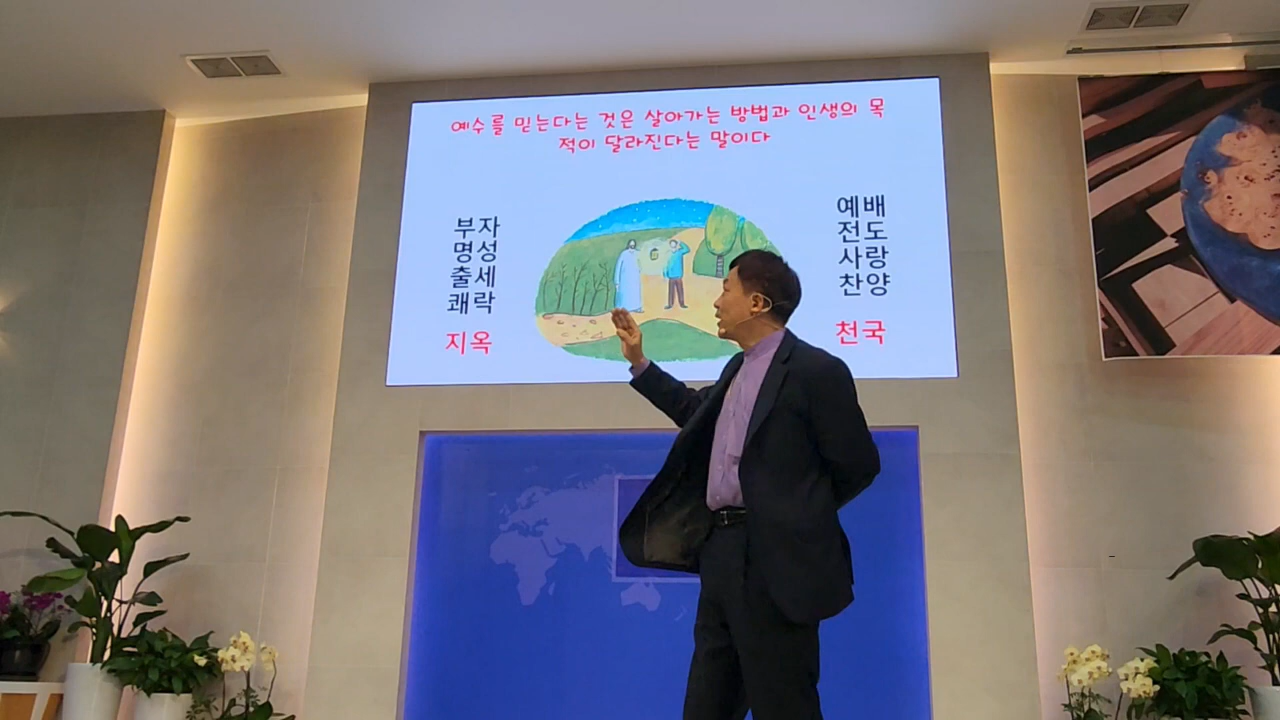 예수를 믿는다는 것은 살아가는 방법과 인생의 목
적이 달라진다는 말이다
부자
명성
출세
쾌락
지옥
예배
전도
사랑
찬양
천국